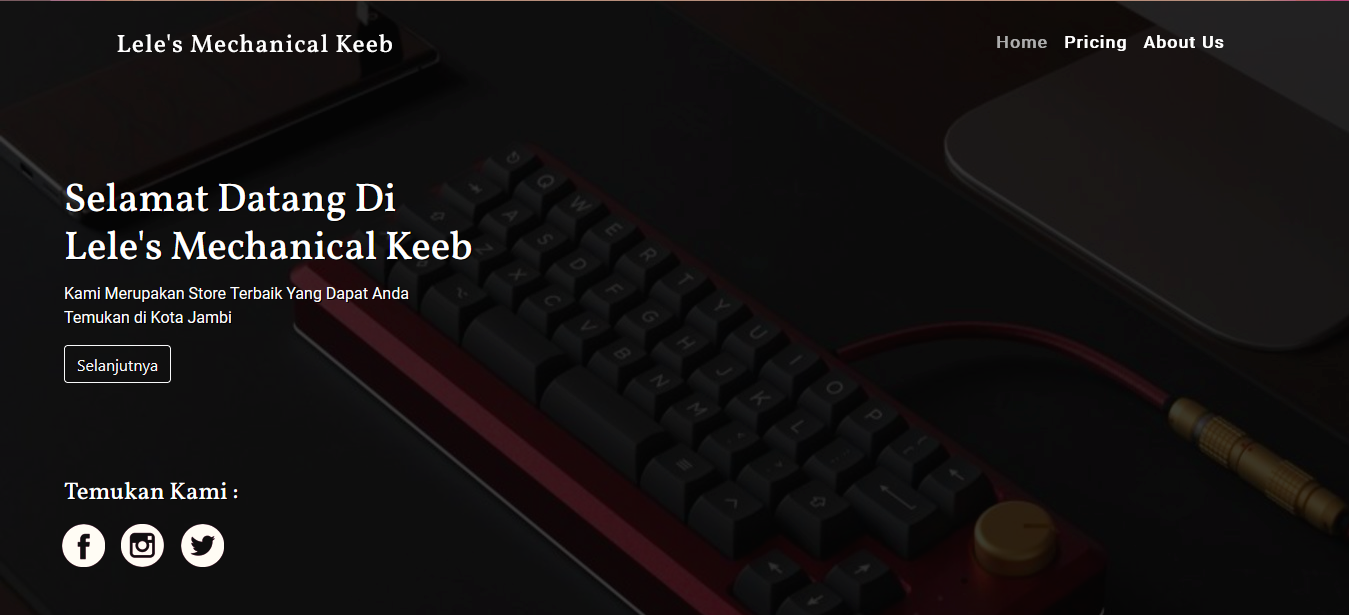 Lele's Mechanical Keeb
Home Pricing About Us
Selamat Datang Di
Lele's Mechanical Keeb
Kami Merupakan Store Terbaik Yang Dapat Anda
Temukan di Kota Jambi
Selanjutnya
Temukan Kami :
Q W E R T Y U I O P
A S D F G H J K L
Z X C V B N M